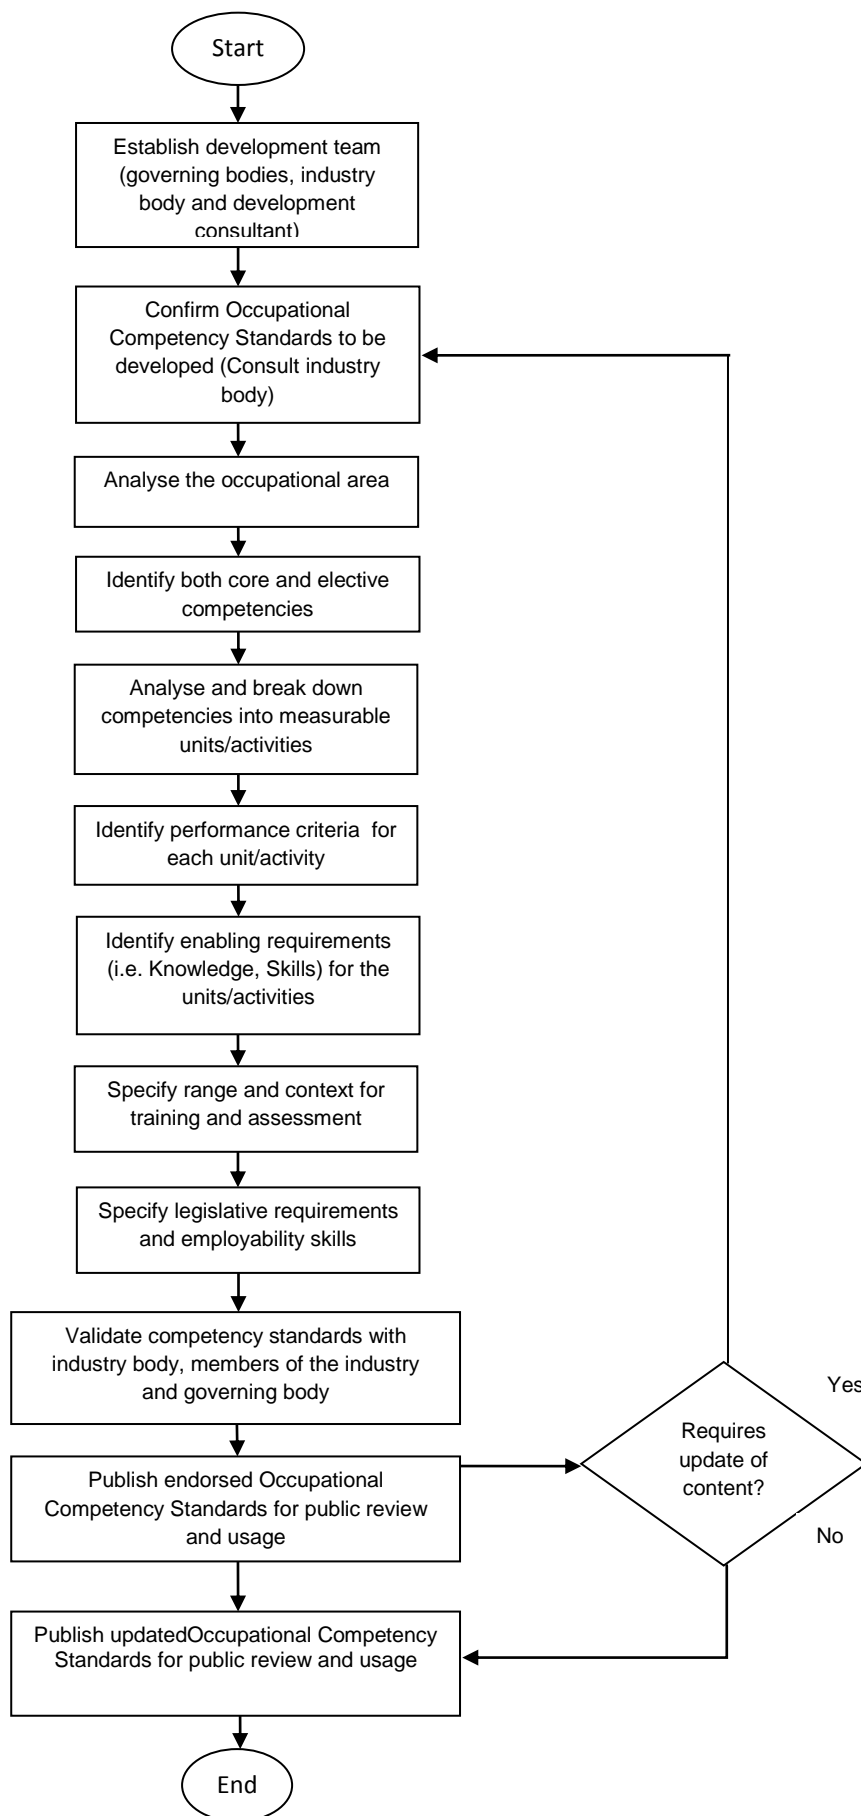 Start
Establish development team
(governing bodies, industry
body and development
consultant)
Confirm Occupational
Competency Standards to be
developed (Consult industry
body)
Analyse the occupational area
Identify both core and elective
competencies
Analyse and break down
competencies into measurable
units/activities
Identify performance criteria for
each unit/activity
Identify enabling requirements
(i.e. Knowledge, Skills) for the
units/activities
Specify range and context for
training and assessment
Specify legislative requirements
and employability skills
Validate competency standards with
industry body, members of the industry
and governing body
Yes
Requires
update of
content?
Publish endorsed Occupational
Competency Standards for public review
and usage
No
Publish updatedOccupational Competency
Standards for public review and usage
End